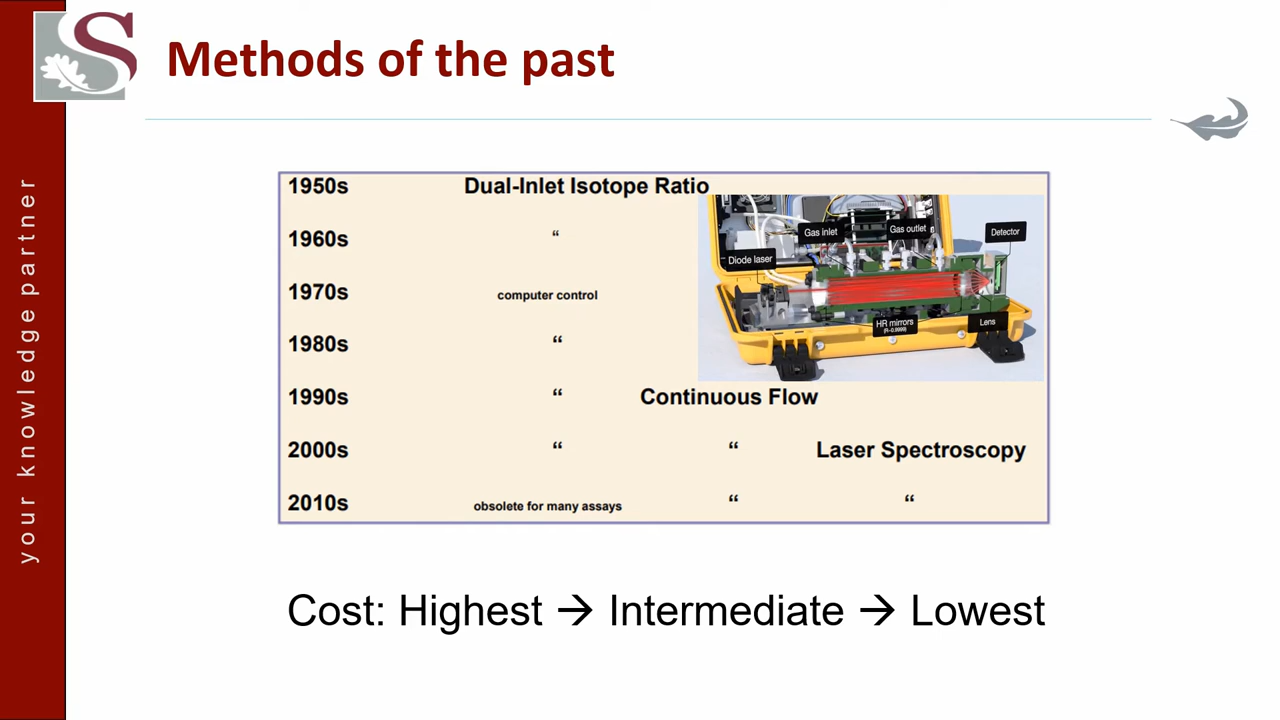 S
Methods of the past
your knowledge partner
1950s Dual-Inlet Isotope Ratio
1960s “
1970s computer control
1980s “
1990s “ Continuous Flow
2000s “ “ Laser Spectroscopy
2010s obsolete for many assays “ “
Gas inlet
Gas outlet
Detector
Diode laser
HR mirrors
(R~0.9999)
Lens
Cost: Highest → Intermediate → Lowest